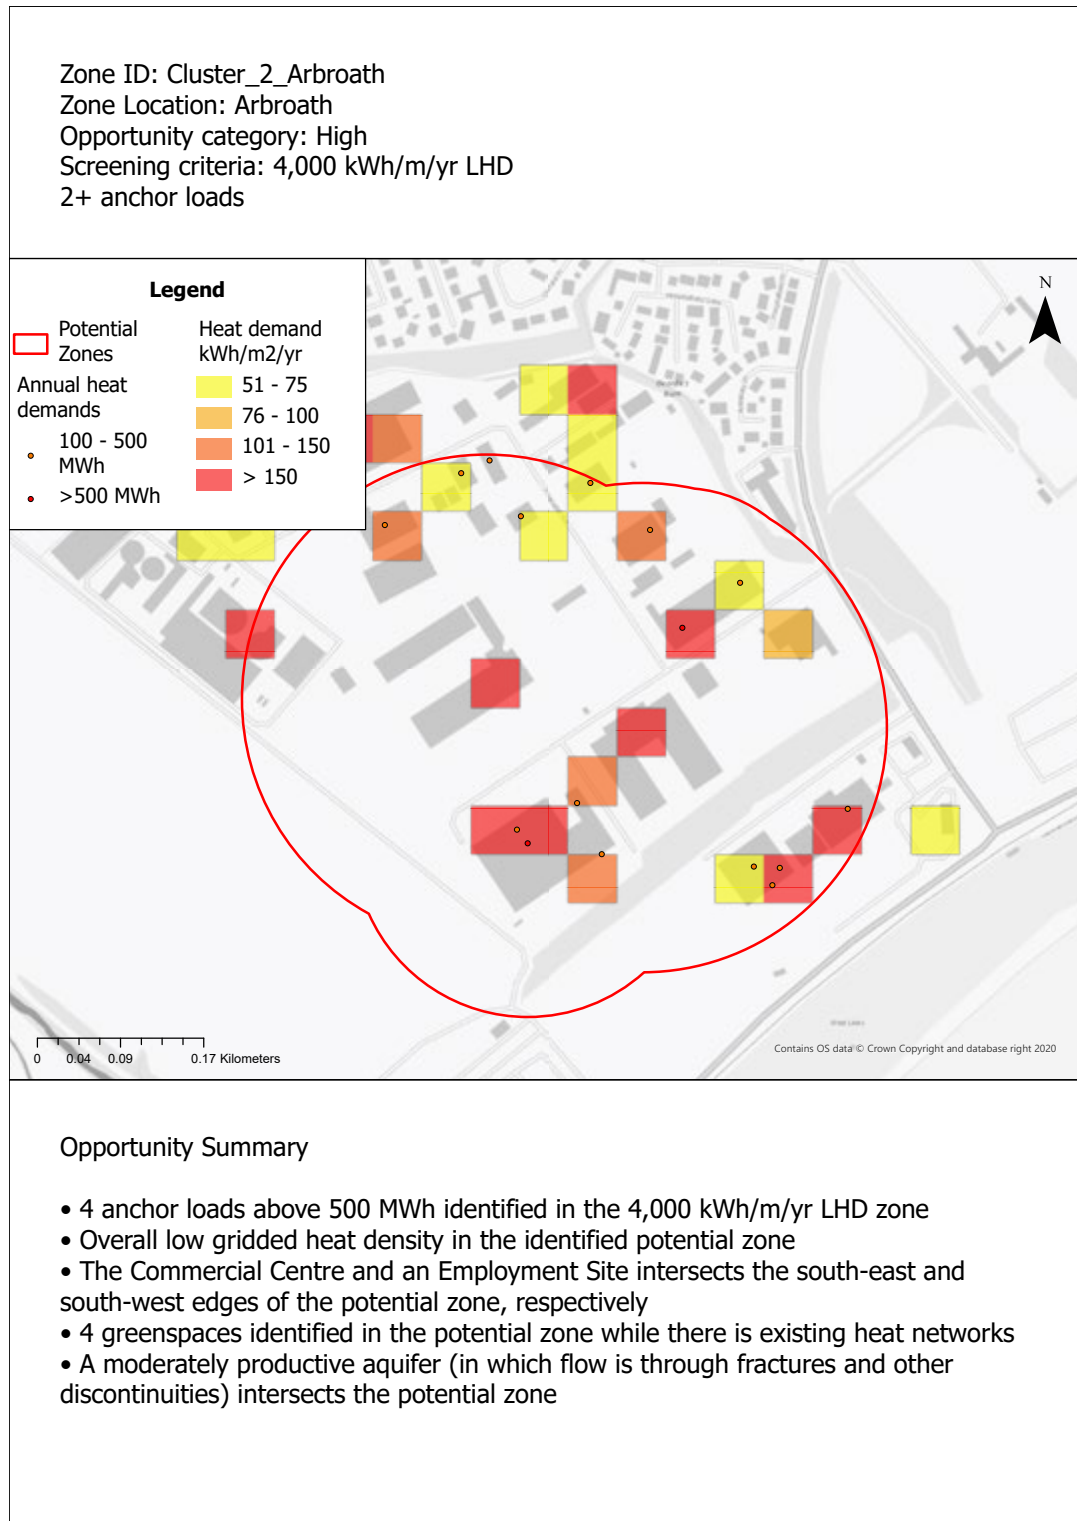 Zone ID: Cluster_2_Arbroath
Zone Location: Arbroath
Opportunity category: High
Screening criteria: 4,000 kWh/m/yr LHD
2+ anchor loads
Legend
Potential
Zones
Annual heat
demands
100 - 500
MWh
>500 MWh
Heat demand
kWh/m2/yr
51 - 75
76 - 100
101 - 150
> 150
N
0 0.04 0.09 0.17 Kilometers
Contains OS data © Crown Copyright and database right 2020
Opportunity Summary
• 4 anchor loads above 500 MWh identified in the 4,000 kWh/m/yr LHD zone
• Overall low gridded heat density in the identified potential zone
• The Commercial Centre and an Employment Site intersects the south-east and
south-west edges of the potential zone, respectively
• 4 greenspaces identified in the potential zone while there is existing heat networks
• A moderately productive aquifer (in which flow is through fractures and other
discontinuities) intersects the potential zone